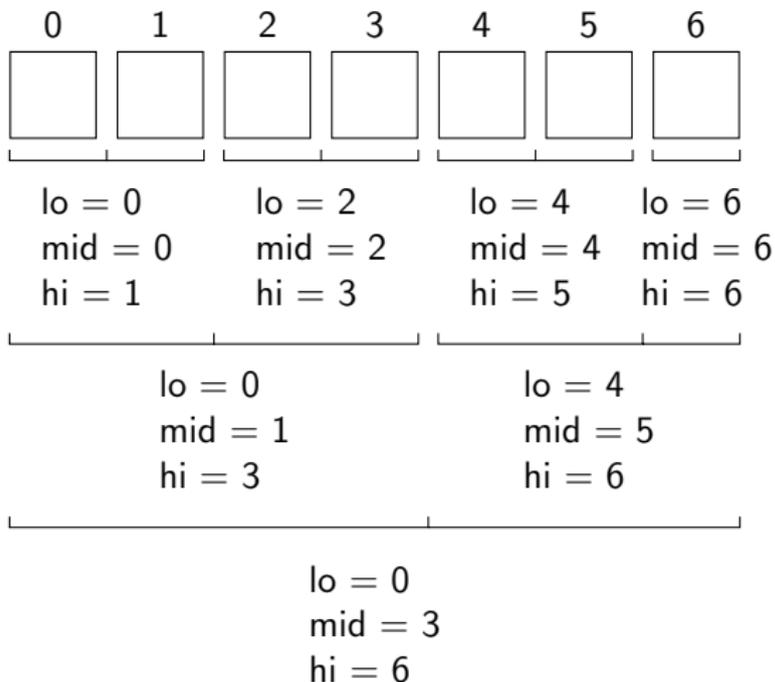 0 1 2 3 4 5 6
lo = 0 lo = 2 lo = 4 lo = 6
mid = 0 mid = 2 mid = 4 mid = 6
hi = 1 hi = 3 hi = 5 hi = 6
lo = 0 lo = 4
mid = 1 mid = 5
hi = 3 hi = 6
lo = 0
mid = 3
hi = 6